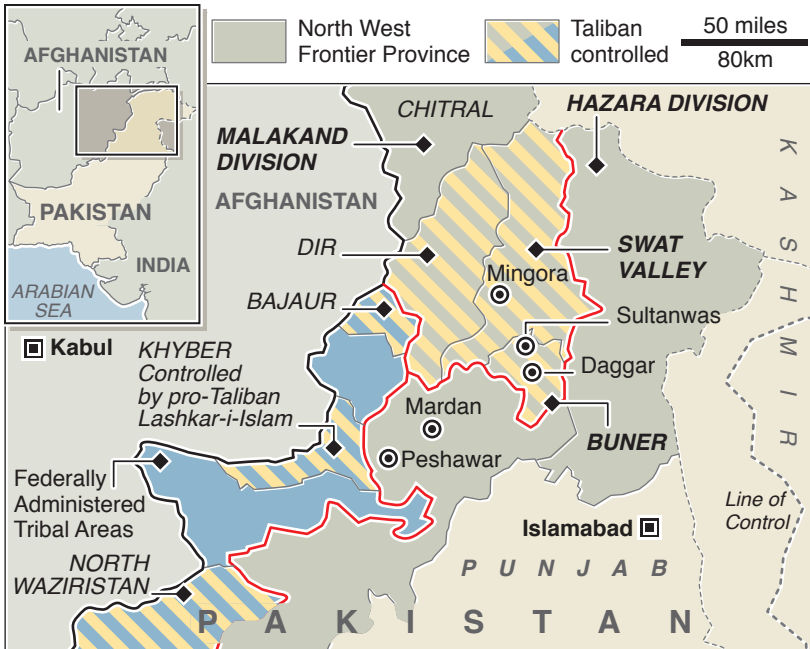 North West
Frontier Province
Taliban
controlled
50 miles
80km
AFGHANISTAN
PAKISTAN
INDIA
ARABIAN
SEA
CHITRAL
HAZARA DIVISION
MALAKAND
DIVISION
AFGHANISTAN
KASHMIR
DIR
SWAT
VALLEY
Mingora
BAJAUR
Sultanwas
Kabul
KHYBER
Controlled
by pro-Taliban
Lashkar-i-Islam
Daggar
Mardan
BUNER
Peshawar
Federally
Administered
Tribal Areas
Line of
Control
Islamabad
NORTH
WAZIRISTAN
PUNJAB
PAKISTAN